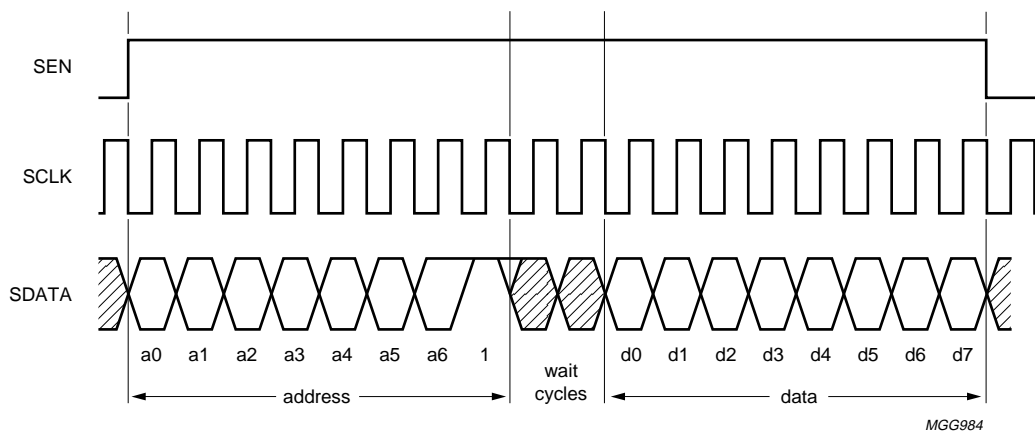 SEN
SCLK
SDATA
a0 a1 a2 a3 a4 a5 a6 1 d0 d1 d2 d3 d4 d5 d6 d7
wait
cycles
address
data
MGG984